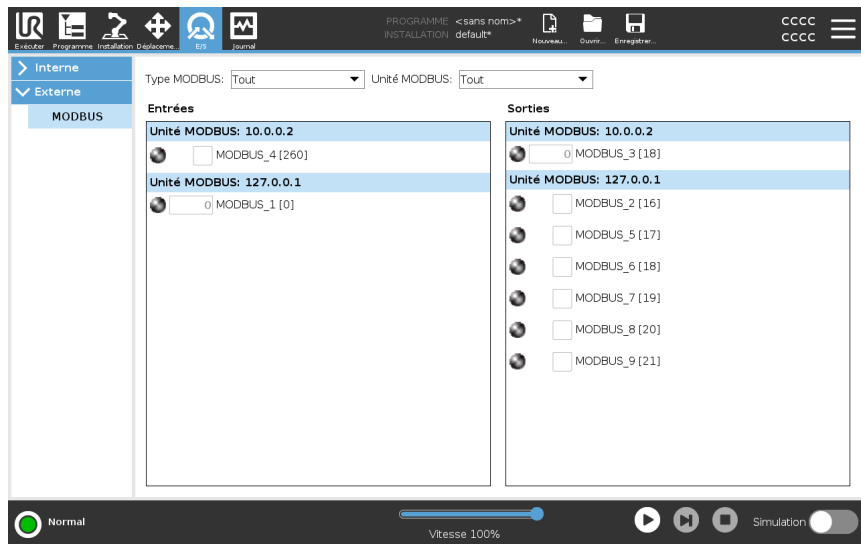 PROGRAMME <sans nom>*
INSTALLATION default*
CCCC
CCCC
Exécuter Programme Installation Déplaceme... E/S Journal Nouveau... Ouvrir... Enregistrer...
Interne
Externe
MODBUS
Type MODBUS: Tout Unité MODBUS: Tout
Entrées
Unité MODBUS: 10.0.0.2
MODBUS_4 [260]
Unité MODBUS: 127.0.0.1
0 MODBUS_1 [0]
Sorties
Unité MODBUS: 10.0.0.2
0 MODBUS_3 [18]
Unité MODBUS: 127.0.0.1
MODBUS_2 [16]
MODBUS_5 [17]
MODBUS_6 [18]
MODBUS_7 [19]
MODBUS_8 [20]
MODBUS_9 [21]
Normal
Vitesse 100%
Simulation